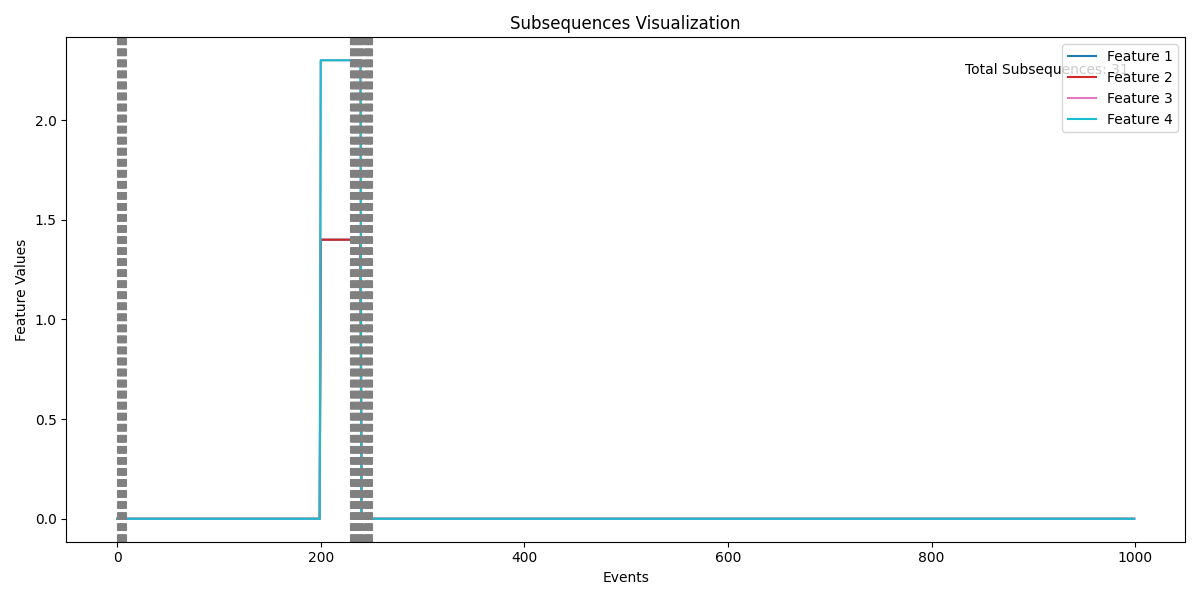 Subsequences Visualization
Total Subsequences: 31
Feature 1
Feature 2
Feature 3
Feature 4
Feature Values
2.0
1.5
1.0
0.5
0.0
0
200
400
600
800
1000
Events